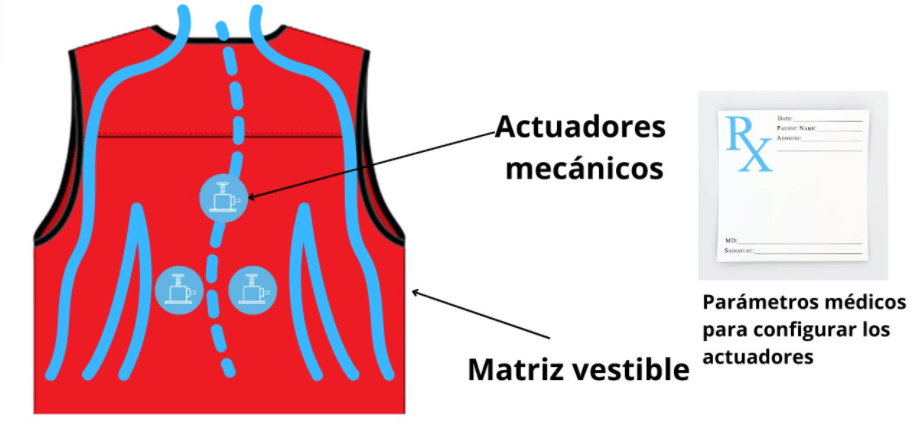 Actuadores
mecánicos
Matriz vestible
Rx
DATE:
PATIENT NAME:
ADDRESS:
MD:
SIGNATURE:
Parámetros médicos
para configurar los
actuadores